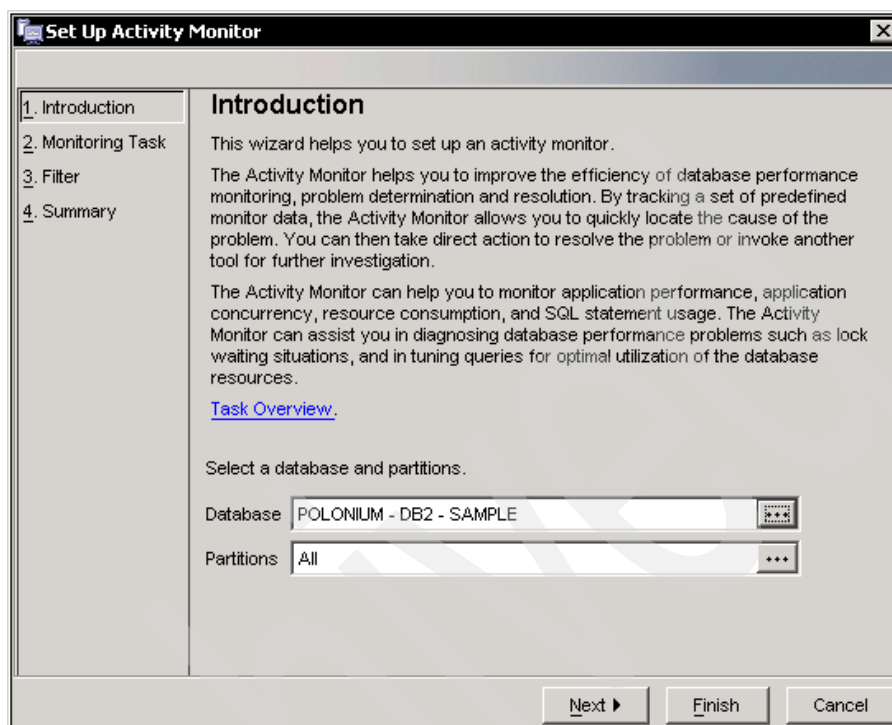 Set Up Activity Monitor
1. Introduction
2. Monitoring Task
3. Filter
4. Summary
Introduction
This wizard helps you to set up an activity monitor.
The Activity Monitor helps you to improve the efficiency of database performance
monitoring, problem determination and resolution. By tracking a set of predefined
monitor data, the Activity Monitor allows you to quickly locate the cause of the
problem. You can then take direct action to resolve the problem or invoke another
tool for further investigation.
The Activity Monitor can help you to monitor application performance, application
concurrency, resource consumption, and SQL statement usage. The Activity
Monitor can assist you in diagnosing database performance problems such as lock
waiting situations, and in tuning queries for optimal utilization of the database
resources.
Task Overview.
Select a database and partitions.
Database POLONIUM - DB2 - SAMPLE ...
Partitions All ...
Next Finish Cancel